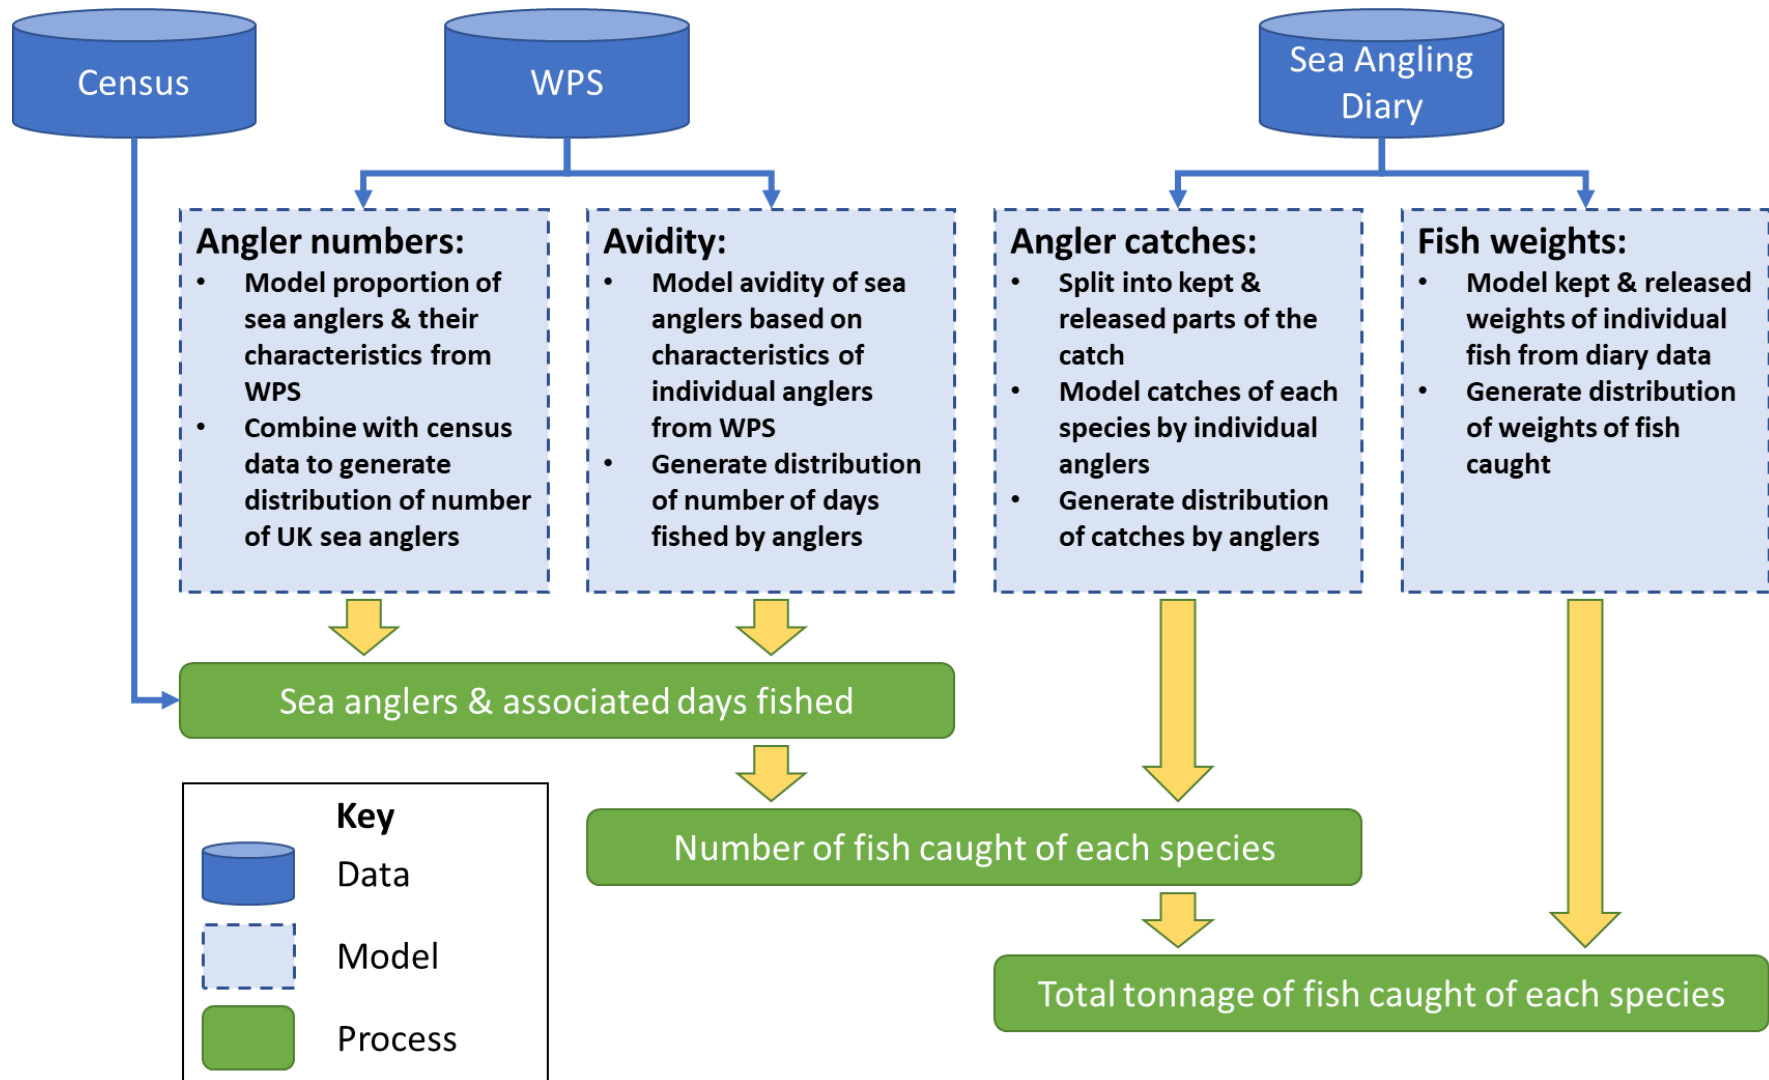 Census
WPS
Sea Angling
Diary
Angler numbers:
• Model proportion of
sea anglers & their
characteristics from
WPS
• Combine with census
data to generate
distribution of number
of UK sea anglers
Avidity:
• Model avidity of sea
anglers based on
characteristics of
individual anglers
from WPS
• Generate distribution
of number of days
fished by anglers
Angler catches:
• Split into kept &
released parts of the
catch
• Model catches of each
species by individual
anglers
• Generate distribution
of catches by anglers
Fish weights:
• Model kept & released
weights of individual
fish from diary data
• Generate distribution
of weights of fish
caught
Sea anglers & associated days fished
Number of fish caught of each species
Total tonnage of fish caught of each species
Key
Data
Model
Process